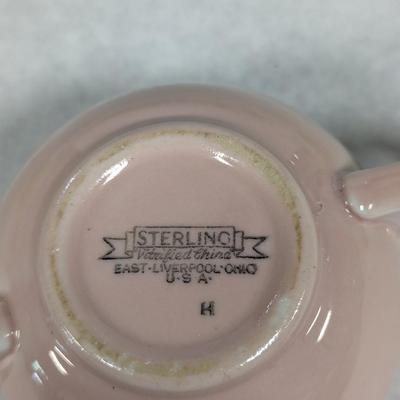 STERLING
Vitrified China
EAST-LIVERPOOL-OHIO
U-S A-
H